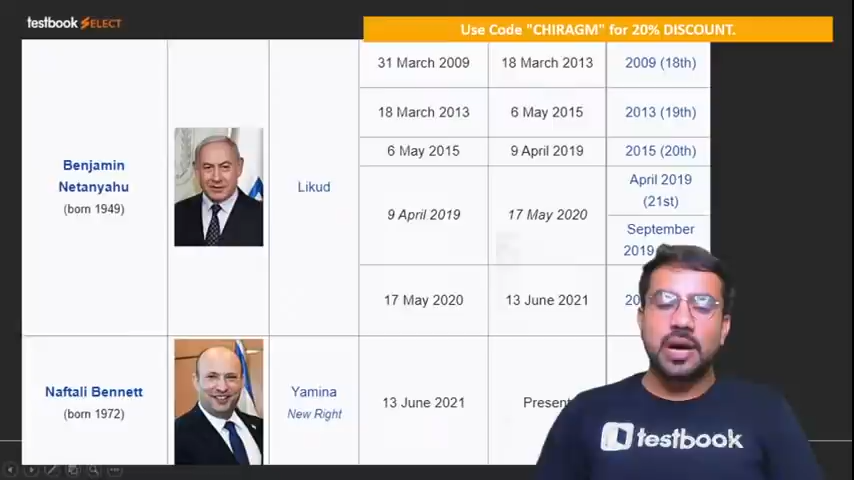 testbook SELECT
Use Code "CHIRAGM" for 20% DISCOUNT.
31 March 2009 18 March 2013 2009 (18th)
18 March 2013 6 May 2015 2013 (19th)
6 May 2015 9 April 2019 2015 (20th)
Benjamin
Netanyahu
(born 1949)
Likud
9 April 2019 17 May 2020
April 2019
(21st)
September
2019
17 May 2020 13 June 2021 20
Naftali Bennett
(born 1972)
Yamina
New Right
13 June 2021 Present
testbook